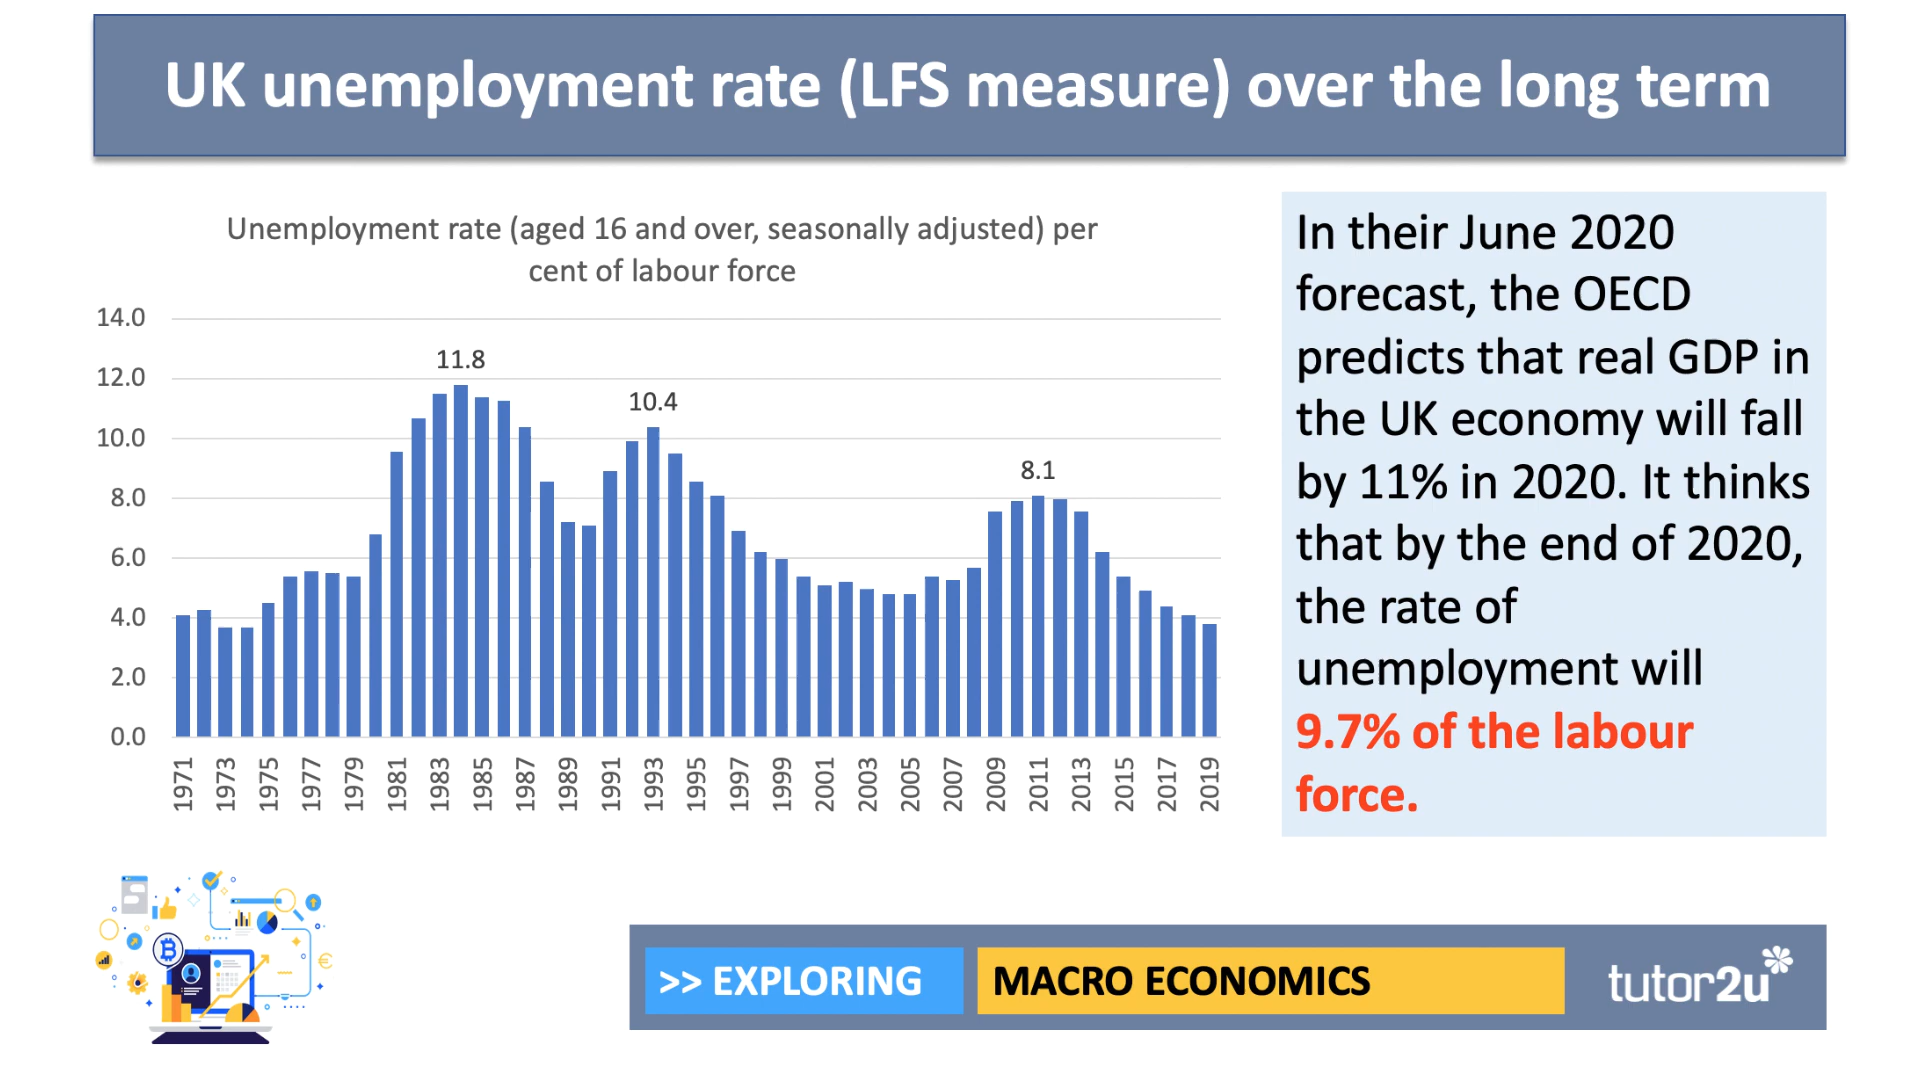 UK unemployment rate (LFS measure) over the long term
Unemployment rate (aged 16 and over, seasonally adjusted) per
cent of labour force
14.0
12.0
10.0
8.0
6.0
4.0
2.0
0.0
11.8
10.4
8.1
1971
1973
1975
1977
1979
1981
1983
1985
1987
1989
1991
1993
1995
1997
1999
2001
2003
2005
2007
2009
2011
2013
2015
2017
2019
In their June 2020
forecast, the OECD
predicts that real GDP in
the UK economy will fall
by 11% in 2020. It thinks
that by the end of 2020,
the rate of
unemployment will
9.7% of the labour
force.
>> EXPLORING
MACRO ECONOMICS
tutor2u